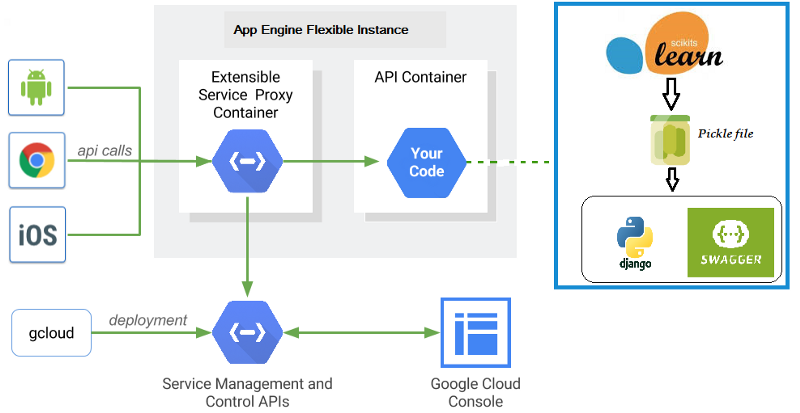 App Engine Flexible Instance
Extensible
Service Proxy
Container
API Container
api calls
Your
Code
iOS
scikits
learn
Pickle file
django
SWAGGER
gcloud
deployment
Service Management and
Control APIs
Google Cloud
Console